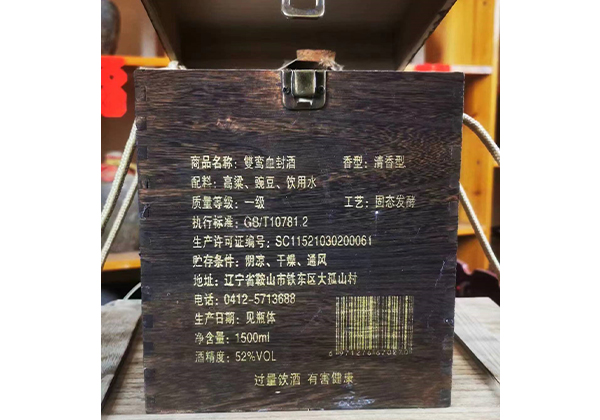 商品名称：雙鸾血封酒 香型：清香型
配料：高粱、豌豆、饮用水
质量等级：一级 工艺：固态发酵
执行标准：GB/T10781.2
生产许可证编号：SC11521030200061
贮存条件：阴凉、干燥、通风
地址：辽宁省鞍山市铁东区大孤山村
电话：0412-5713688
生产日期：见瓶体
净含量：1500ml
酒精度：52%VOL
过量饮酒 有害健康